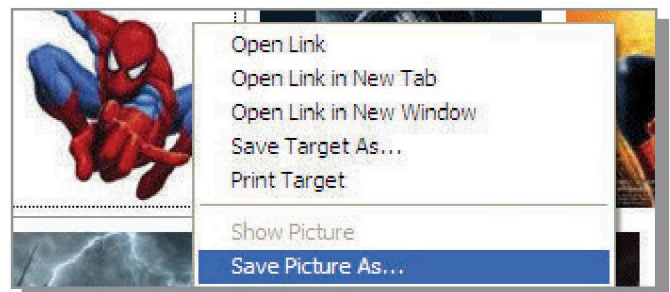 Open Link
Open Link in New Tab
Open Link in New Window
Save Target As...
Print Target
Show Picture
Save Picture As...